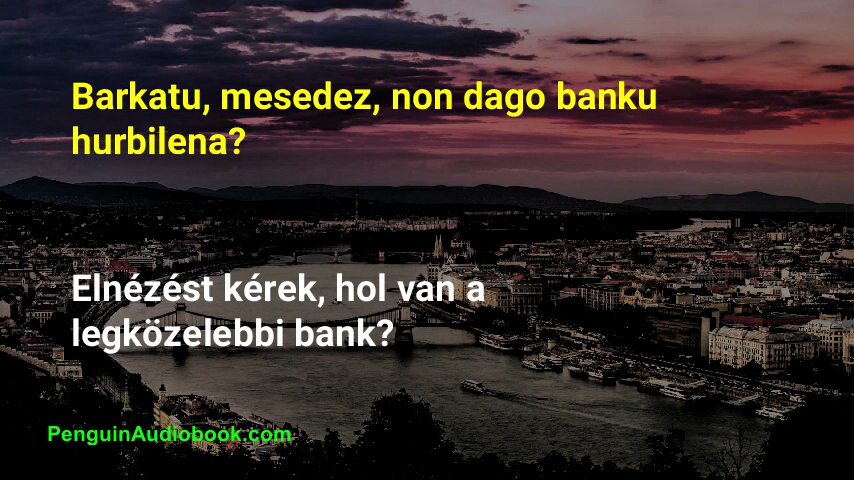 Barkatu, mesedez, non dago banku
hurbilena?
Elnézést kérek, hol van a
legközelebbi bank?
PenguinAudiobook.com